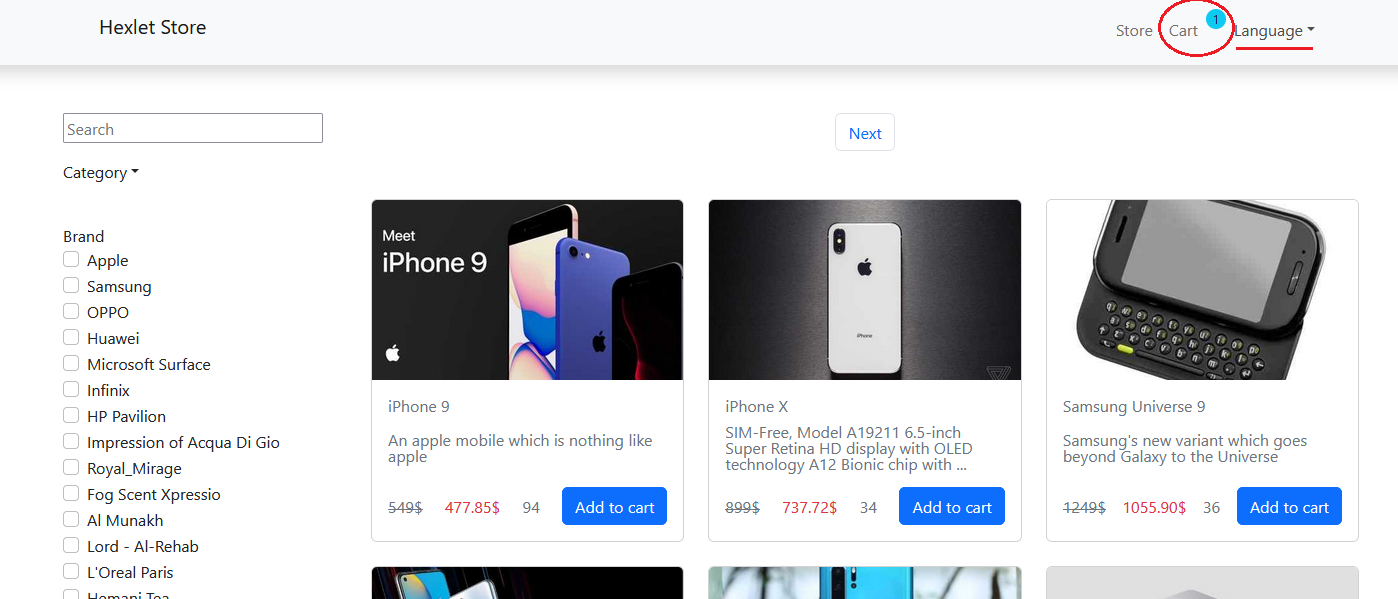 Hexlet Store
Store
Cart
1
Language
Search
Next
Category
Brand
Apple
Samsung
OPPO
Huawei
Microsoft Surface
Infinix
HP Pavilion
Impression of Acqua Di Gio
Royal_Mirage
Fog Scent Xpressio
Al Munakh
Lord - Al-Rehab
L'Oreal Paris
Hemani Tea
Meet
iPhone 9
iPhone 9
An apple mobile which is nothing like
apple
549$ 477.85$ 94 Add to cart
iPhone
iPhone X
SIM-Free, Model A19211 6.5-inch
Super Retina HD display with OLED
technology A12 Bionic chip with ...
899$ 737.72$ 34 Add to cart
Samsung Universe 9
Samsung's new variant which goes
beyond Galaxy to the Universe
1249$ 1055.90$ 36 Add to cart